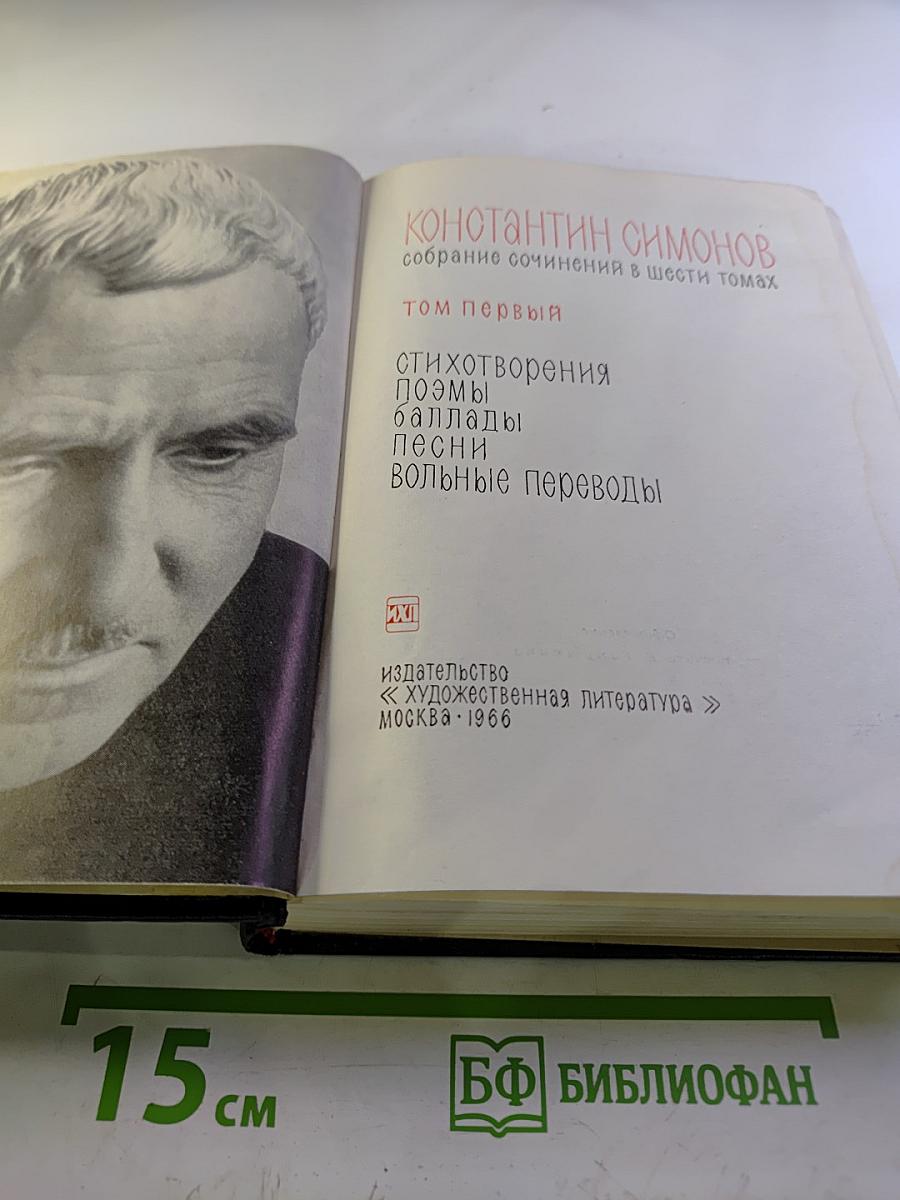 КОНСТАНТИН СИМОНОВ
собрание сочинений в шести томах
том первый
стихотворения
поэмы
баллады
песни
вольные переводы
ИХЛ
издательство
« художественная литература »
москва · 1966
15 см
БФ БИБЛИОФАН